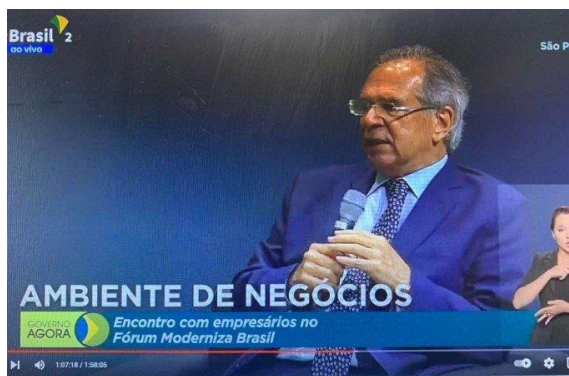 Brasil 2
ao vivo
São P
AMBIENTE DE NEGÓCIOS
GOVERNO
AGORA
Encontro com empresários no
Fórum Moderniza Brasil
1:07:18 / 1:58:05